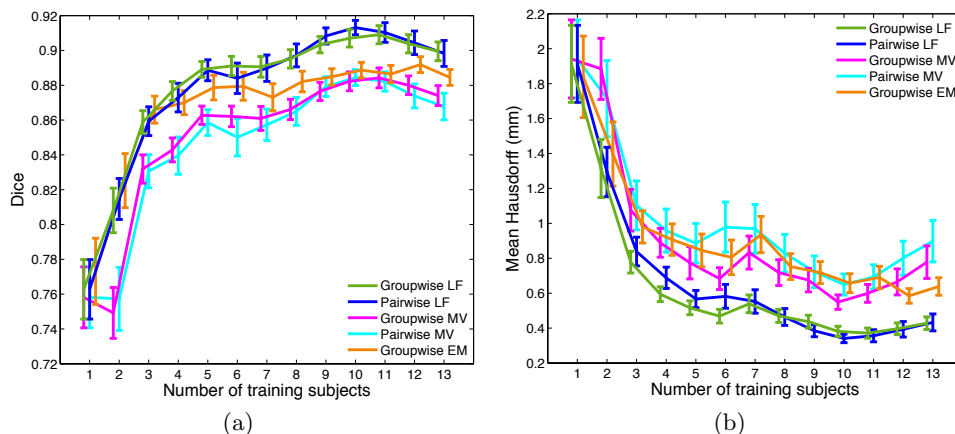 0.92
0.9
0.88
0.86
0.84
0.82
0.8
0.78
0.76
0.74
0.72
Dice
1 2 3 4 5 6 7 8 9 10 11 12 13
Number of training subjects
Groupwise LF
Pairwise LF
Groupwise MV
Pairwise MV
Groupwise EM
(a)
2.2
2
1.8
1.6
1.4
1.2
1
0.8
0.6
0.4
0.2
Mean Hausdorff (mm)
1 2 3 4 5 6 7 8 9 10 11 12 13
Number of training subjects
Groupwise LF
Pairwise LF
Groupwise MV
Pairwise MV
Groupwise EM
(b)